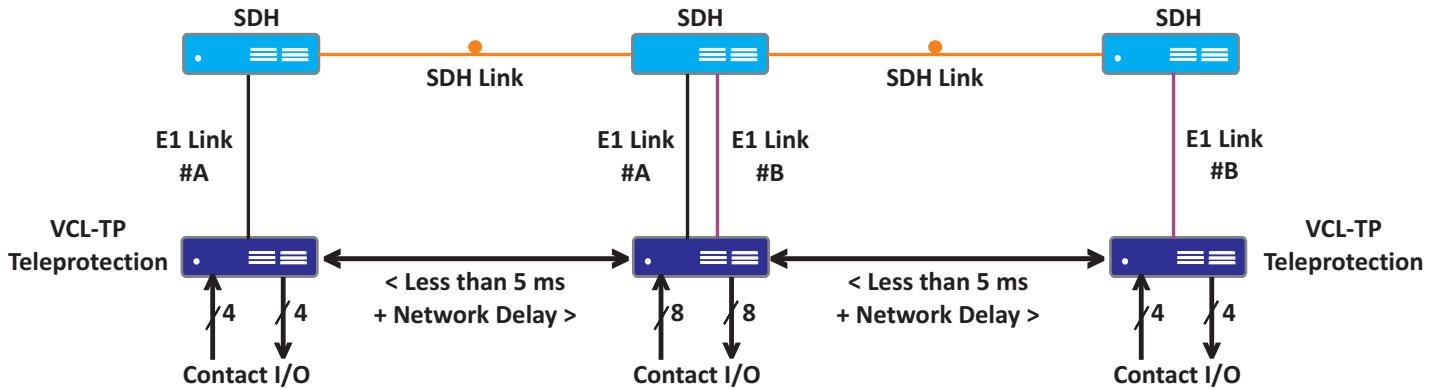 SDH
SDH
SDH
SDH Link
SDH Link
E1 Link
#A
E1 Link
#A
E1 Link
#B
E1 Link
#B
VCL-TP
Teleprotection
< Less than 5 ms
+ Network Delay >
< Less than 5 ms
+ Network Delay >
VCL-TP
Teleprotection
4
4
8
8
4
4
Contact I/O
Contact I/O
Contact I/O